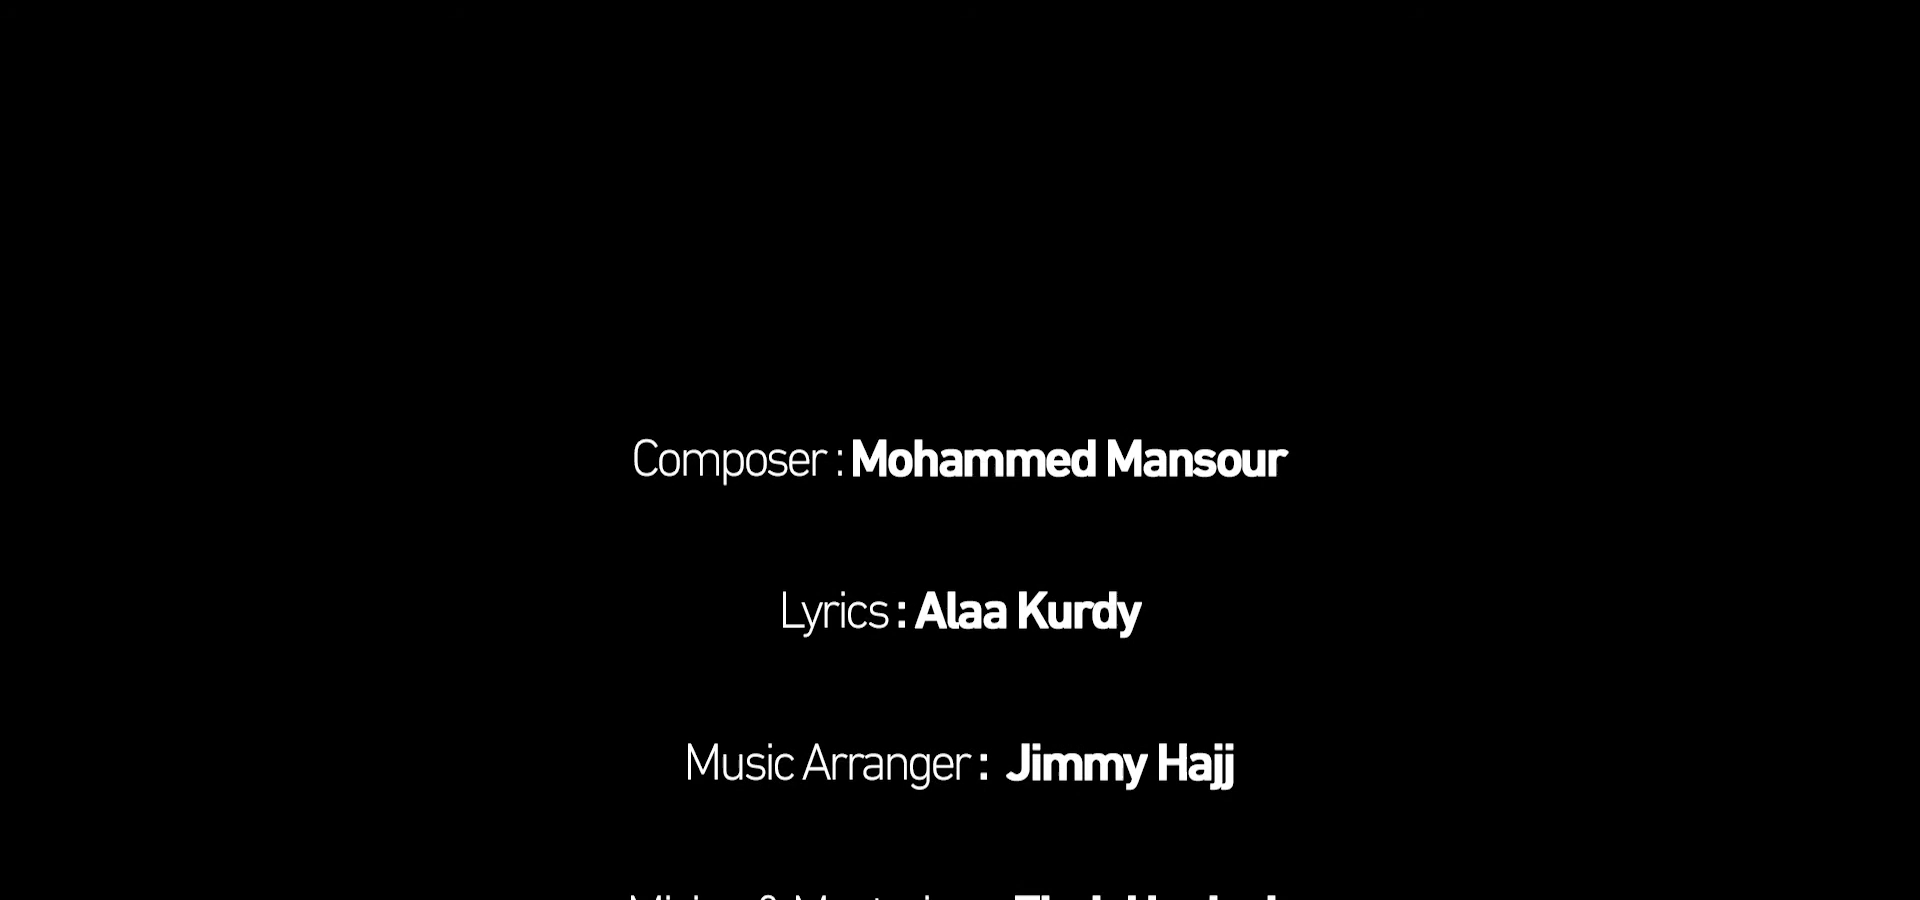 Composer : Mohammed Mansour
Lyrics : Alaa Kurdy
Music Arranger : Jimmy Hajj